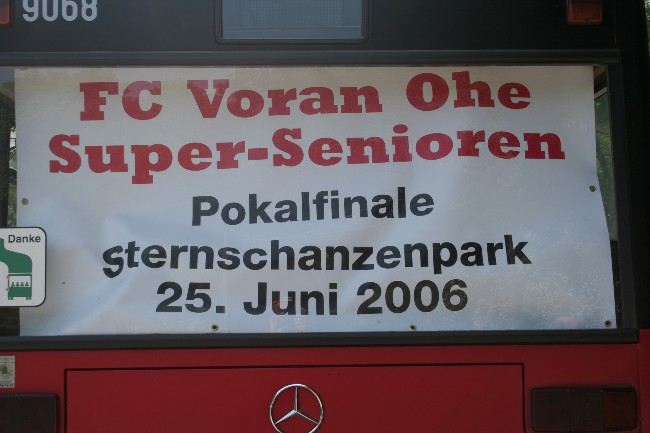 9068
FC Voran Ohe
Super-Senioren
Pokalfinale
Sternschanzenpark
25. Juni 2006
Danke